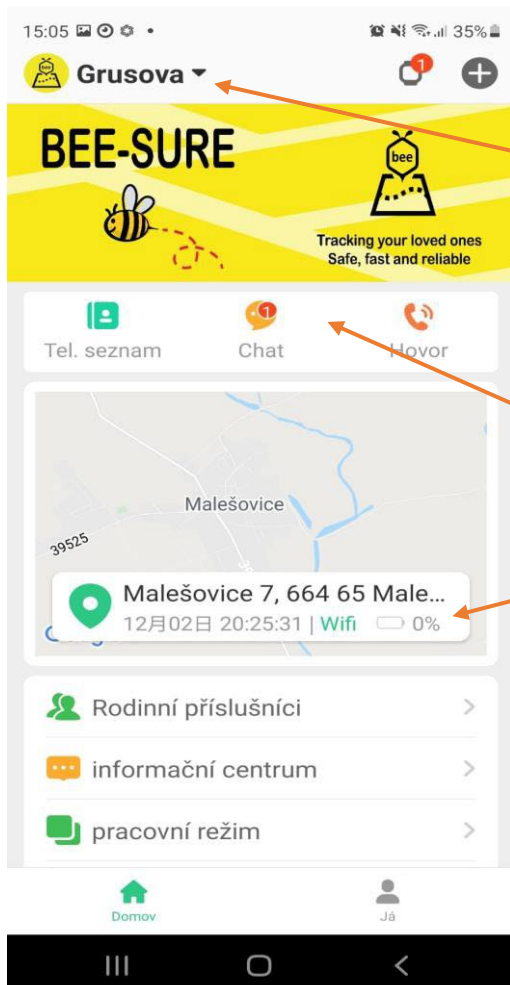 15:05 35%
Grusova 1
BEE-SURE
bee
Tracking your loved ones
Safe, fast and reliable
1
Tel. seznam Chat Hovor
Malešovice
39525
Malešovice 7, 664 65 Male...
12月02日 20:25:31 | Wifi 0%
Rodinní příslušníci
informační centrum
pracovní režim
Domov Já